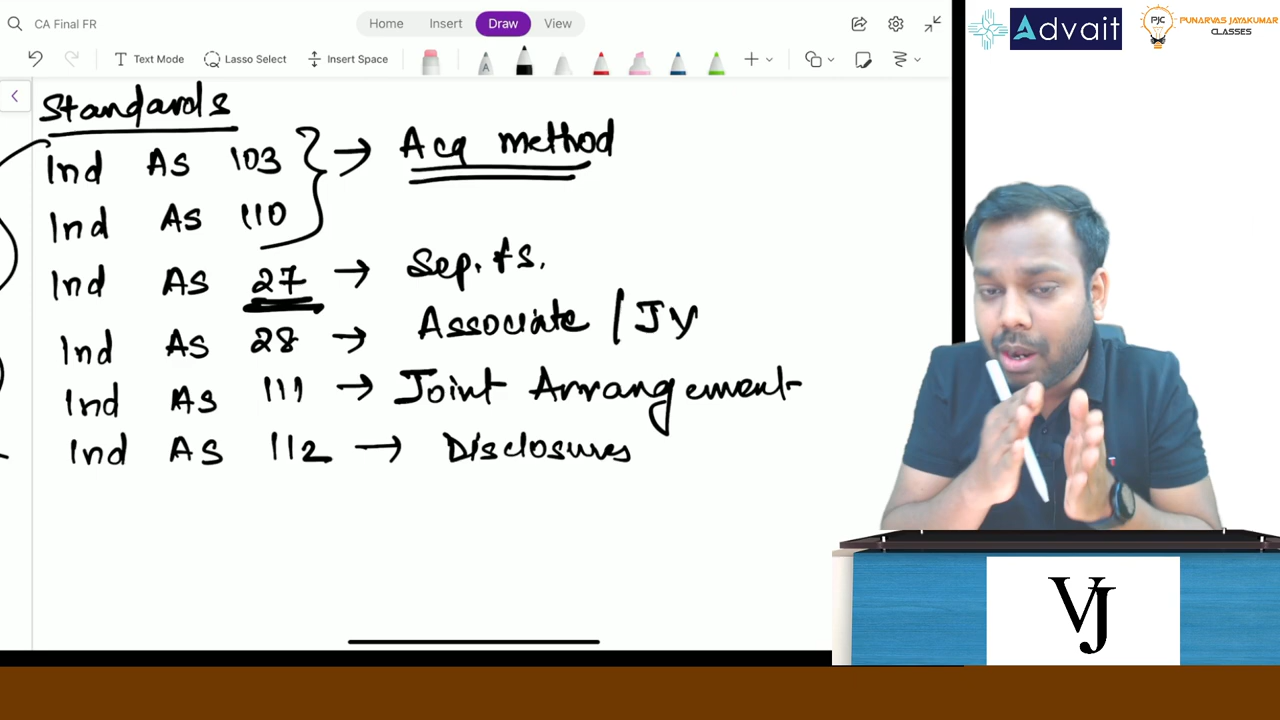 CA Final FR
Home Insert Draw View
Advait
PJC
PUNARVAS JAYAKUMAR
CLASSES
A
Text Mode Lasso Select Insert Space
Standards
Ind AS 103
Ind AS 110
→ Acq method
Ind AS 27 → Sep. fs.
Ind AS 28 → Associate / JV
Ind AS 111 → Joint Arrangement
Ind AS 112 → Disclosures
VJ